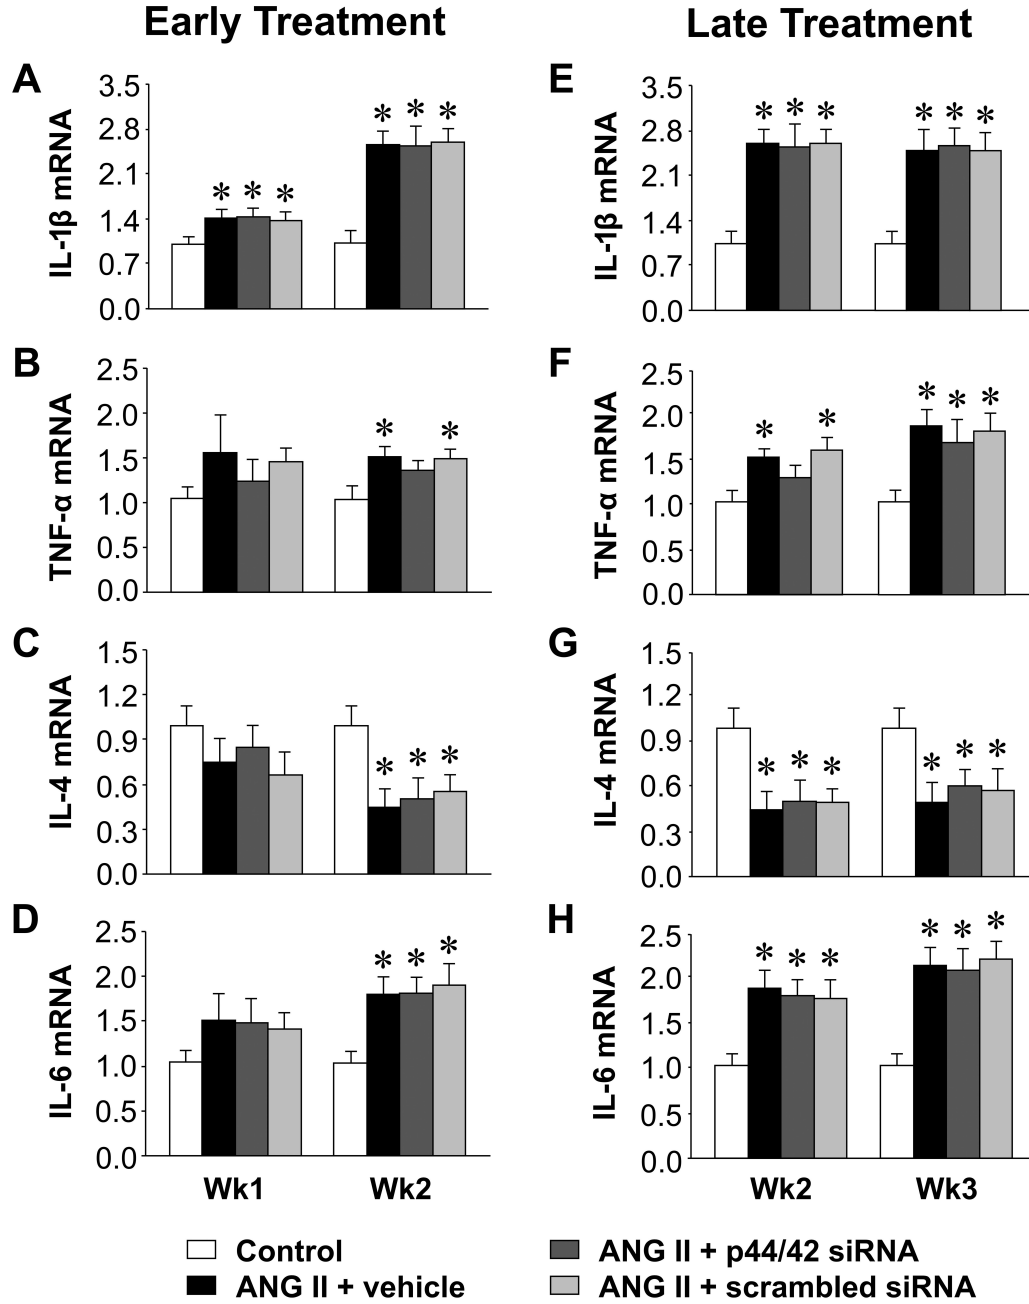 Early Treatment
Late Treatment
A
IL-1β mRNA
3.5
2.8
2.1
1.4
0.7
0.0
* * *
* * *
E
IL-1β mRNA
3.5
2.8
2.1
1.4
0.7
0.0
* * *
* * *
B
TNF-α mRNA
2.5
2.0
1.5
1.0
0.5
0.0
* *
F
TNF-α mRNA
2.5
2.0
1.5
1.0
0.5
0.0
* *
* * *
C
IL-4 mRNA
1.5
1.2
0.9
0.6
0.3
0.0
* * *
G
IL-4 mRNA
1.5
1.2
0.9
0.6
0.3
0.0
* * *
* * *
D
IL-6 mRNA
2.5
2.0
1.5
1.0
0.5
0.0
* * *
Wk1 Wk2
H
IL-6 mRNA
2.5
2.0
1.5
1.0
0.5
0.0
* * *
* * *
Wk2 Wk3
Control
ANG II + vehicle
ANG II + p44/42 siRNA
ANG II + scrambled siRNA